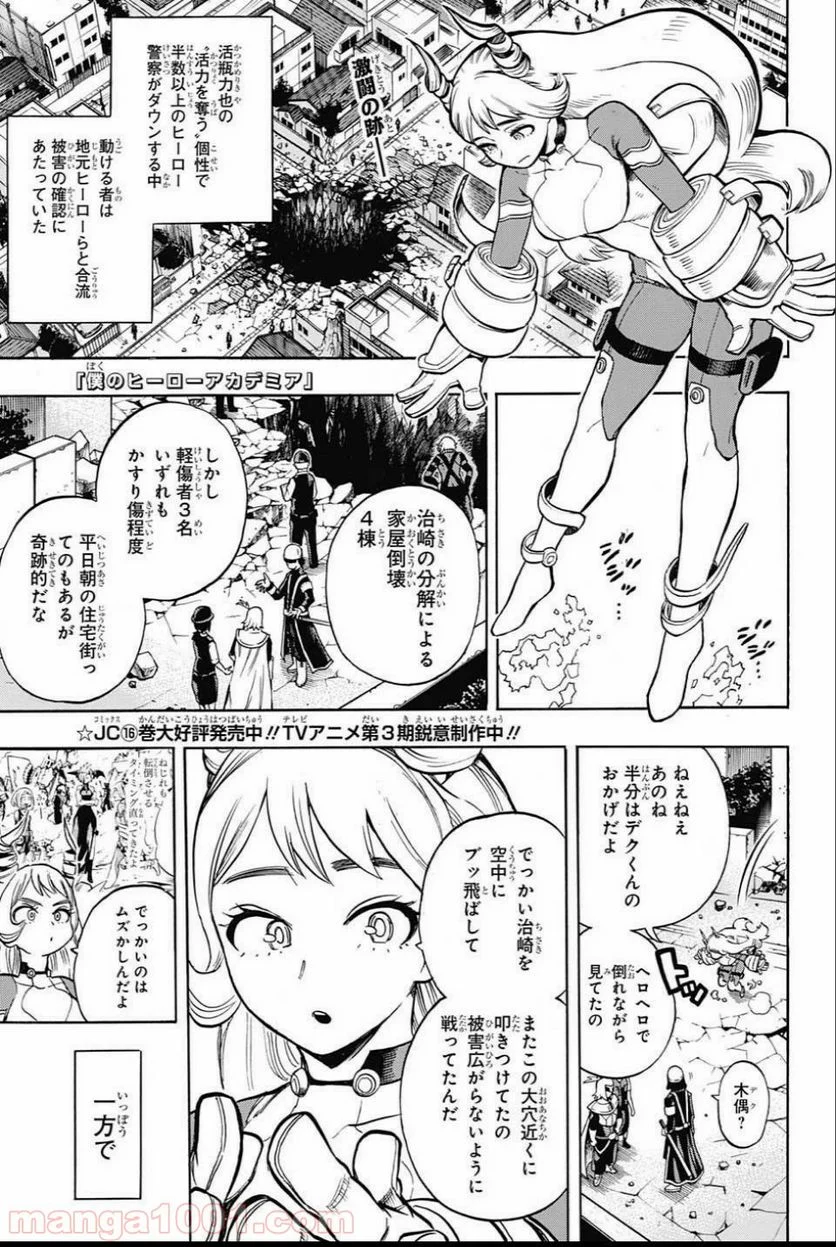 激闘の跡──
活瓶力也の
"活力を奪う"個性で
半数以上のヒーロー
警察がダウンする中
動ける者は
地元ヒーローらと合流
被害の確認に
あたっていた
『僕のヒーローアカデミア』
……
治崎の分解による
家屋倒壊
4棟
しかし
軽傷者3名
いずれも
かすり傷程度
平日朝の住宅街っ
てのもあるが
奇跡的だな
☆JC⑯巻大好評発売中!!TVアニメ第3期鋭意制作中!!
ねえねえ
あのね
半分はデクくんの
おかげだよ
トッ
ヘロヘロで
倒れながら
見てたの
木偶?
でっかい治崎を
空中に
ブッ飛ばして
またこの大穴近くに
叩きつけてたの
被害広がらないように
戦ってたんだ
ねじれも
転倒させる
タイミング直ってきたよ
でっかいのは
ムズかしんだよ
一方で
manga1001.com